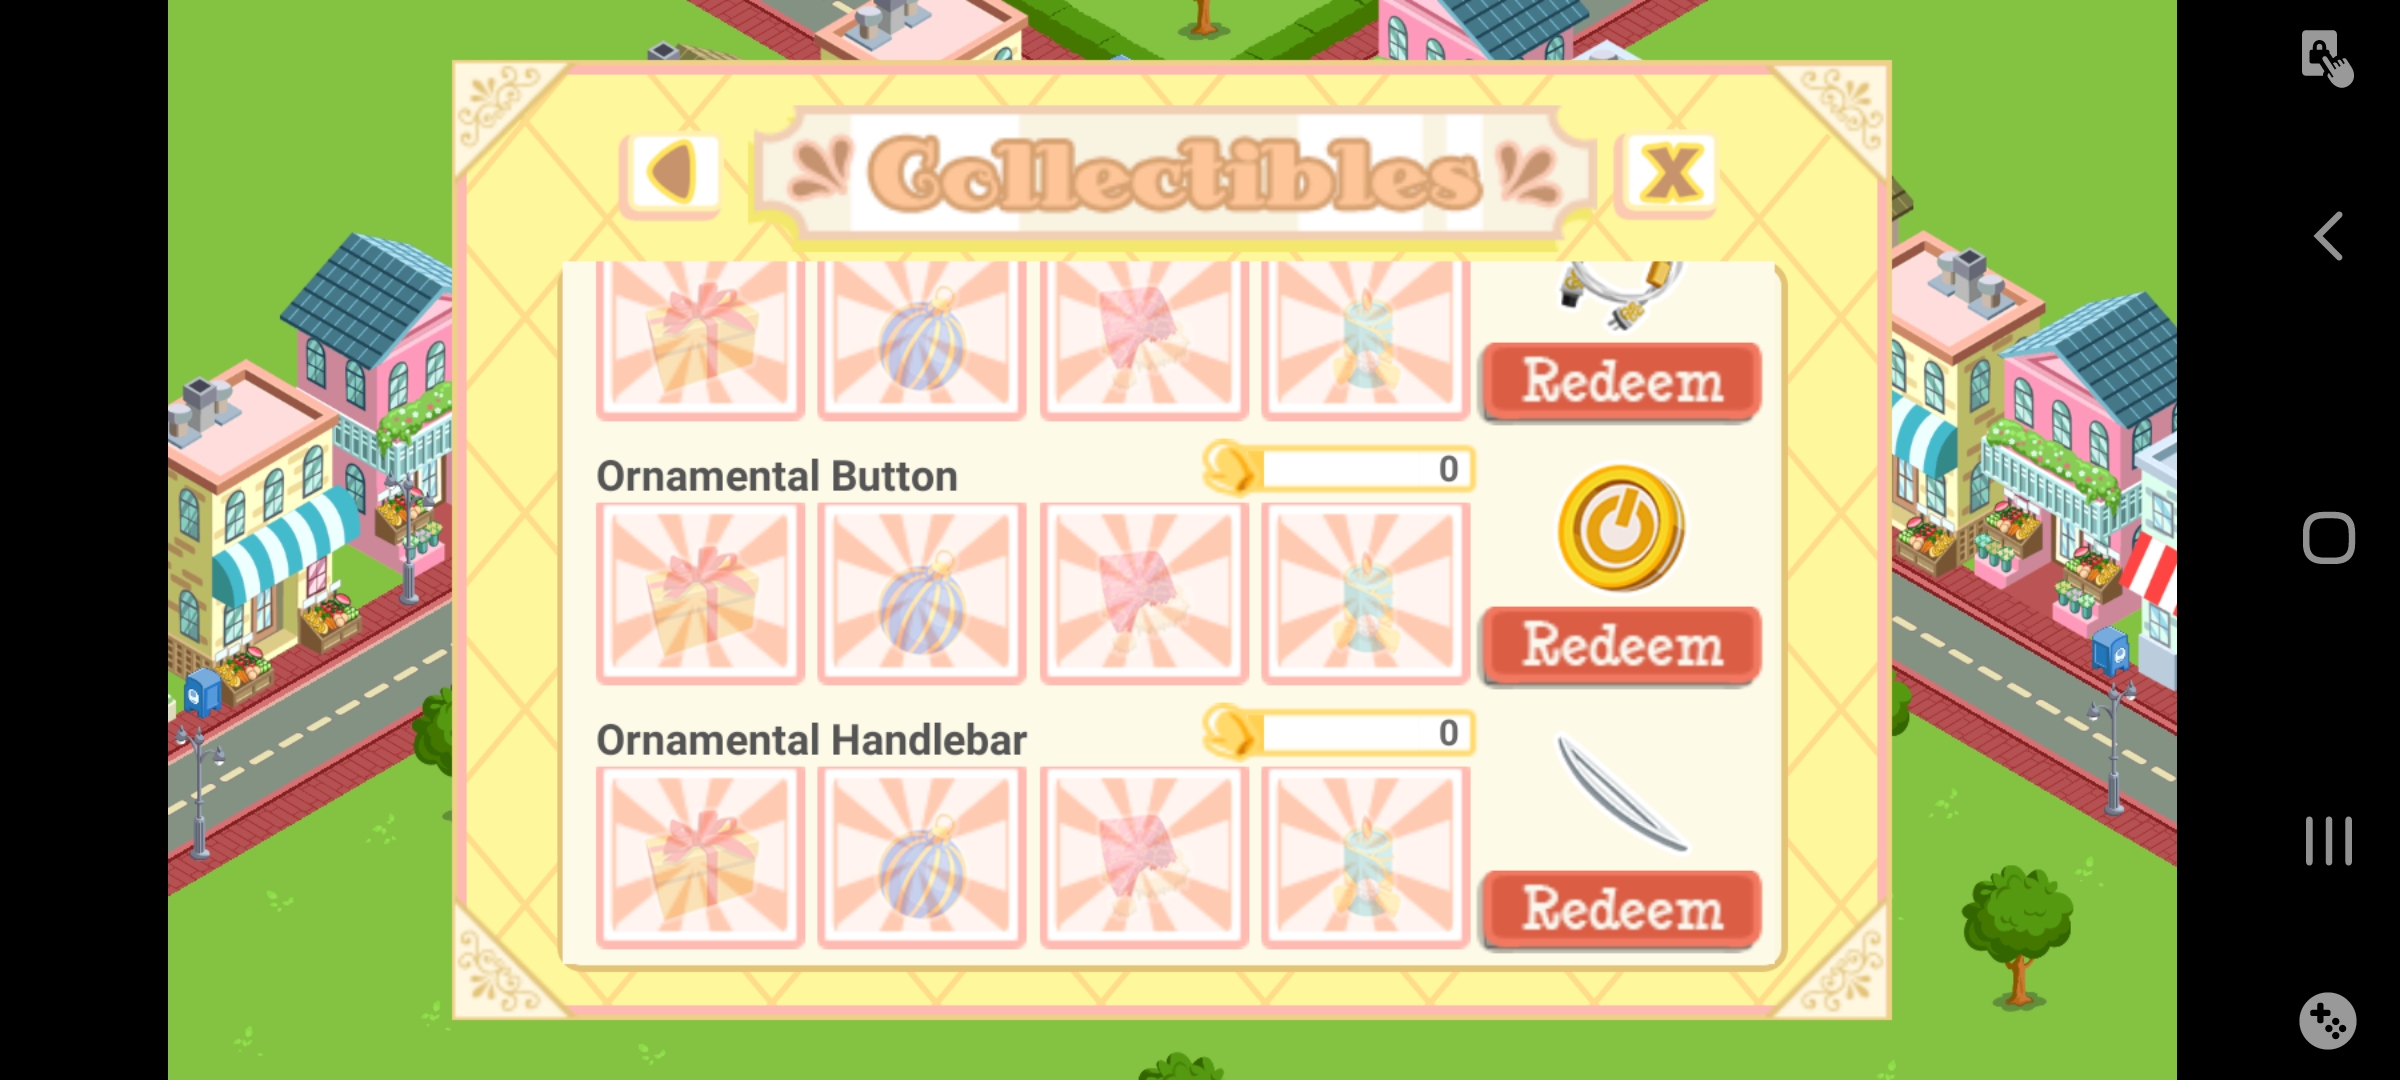 Collectibles
Redeem
Ornamental Button
0
Redeem
Ornamental Handlebar
0
Redeem